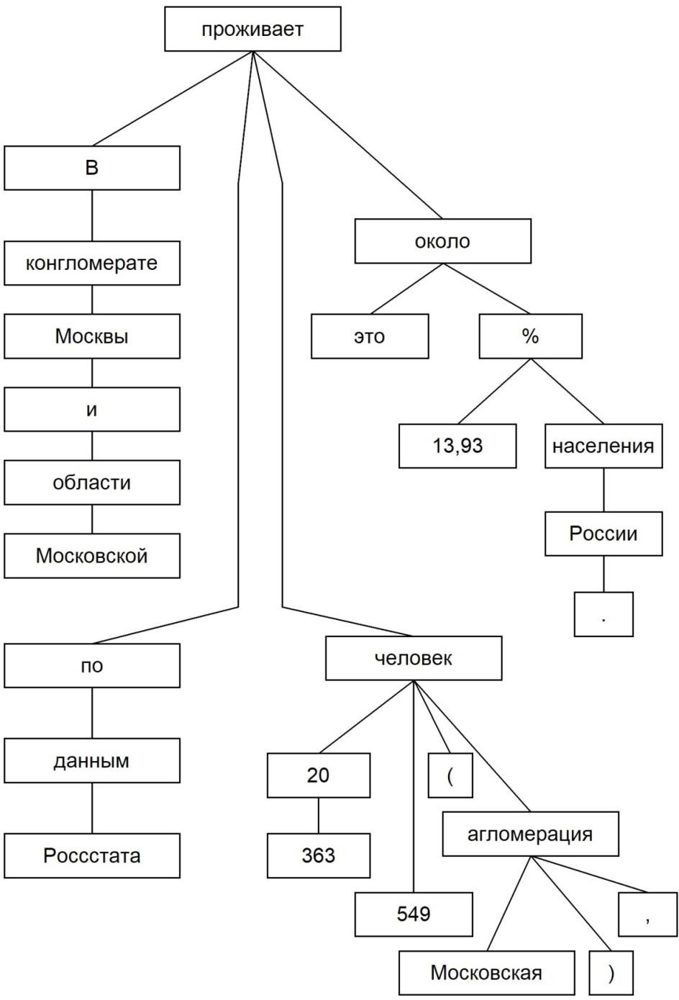 проживает
В
конгломерате
Москвы
и
области
Московской
около
это
%
13,93
населения
России
.
по
данным
Россстата
человек
20
(
363
агломерация
549
,
Московская
)